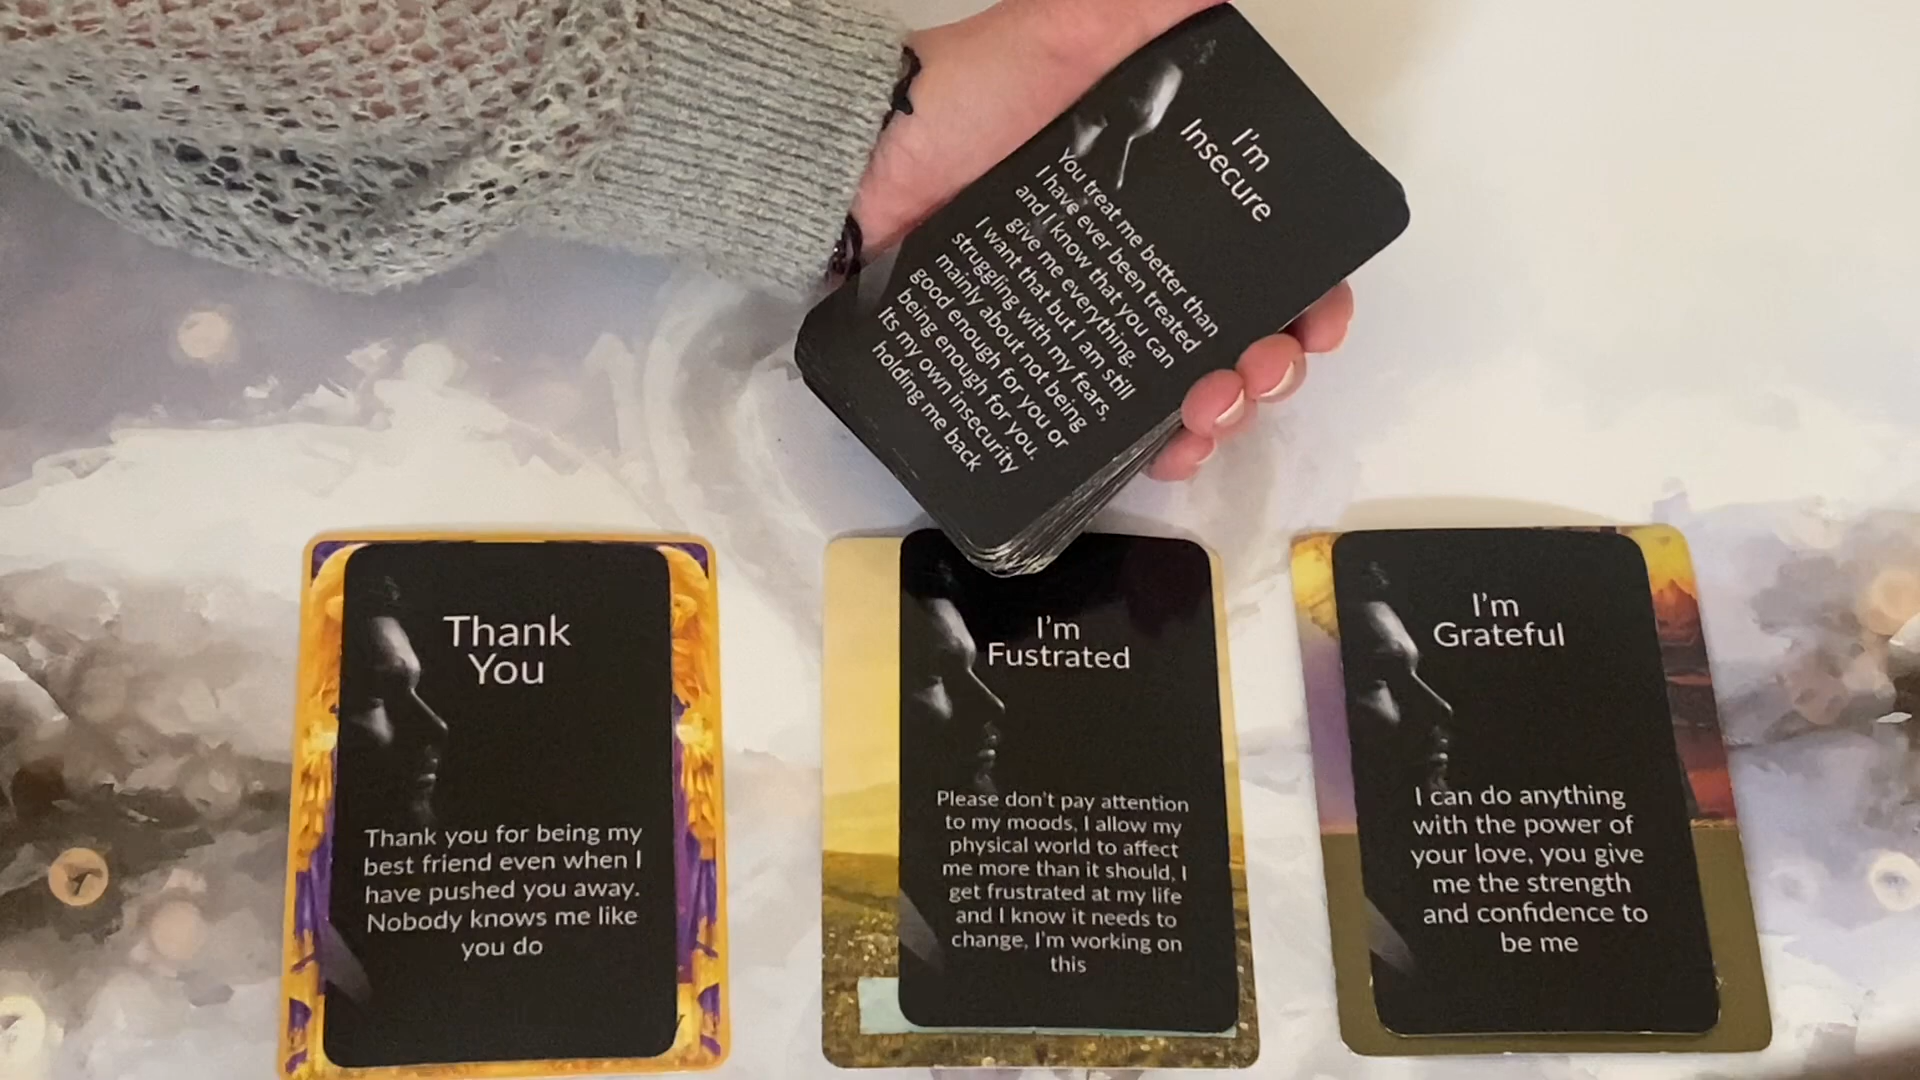 I'm
Insecure
You treat me better than
I have ever been treated
and I know that you can
give me everything.
I want that but I am still
struggling with my fears,
mainly about not being
good enough for you or
being enough for you.
Its my own insecurity
holding me back
Thank
You
Thank you for being my
best friend even when I
have pushed you away.
Nobody knows me like
you do
I'm
Fustrated
Please don't pay attention
to my moods, I allow my
physical world to affect
me more than it should, I
get frustrated at my life
and I know it needs to
change, I'm working on
this
I'm
Grateful
I can do anything
with the power of
your love, you give
me the strength
and confidence to
be me